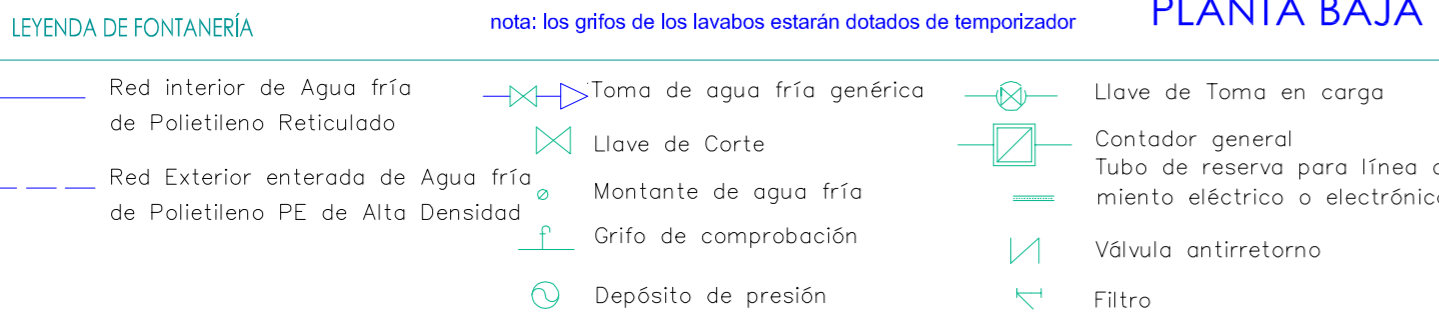 LEYENDA DE FONTANERÍA
nota: los grifos de los lavabos estarán dotados de temporizador
PLANTA BAJA
Red interior de Agua fría
de Polietileno Reticulado
Red Exterior enterada de Agua fría
de Polietileno PE de Alta Densidad
Toma de agua fría genérica
Llave de Corte
Montante de agua fría
Grifo de comprobación
Depósito de presión
Llave de Toma en carga
Contador general
Tubo de reserva para línea
miento eléctrico o electrónico
Válvula antirretorno
Filtro